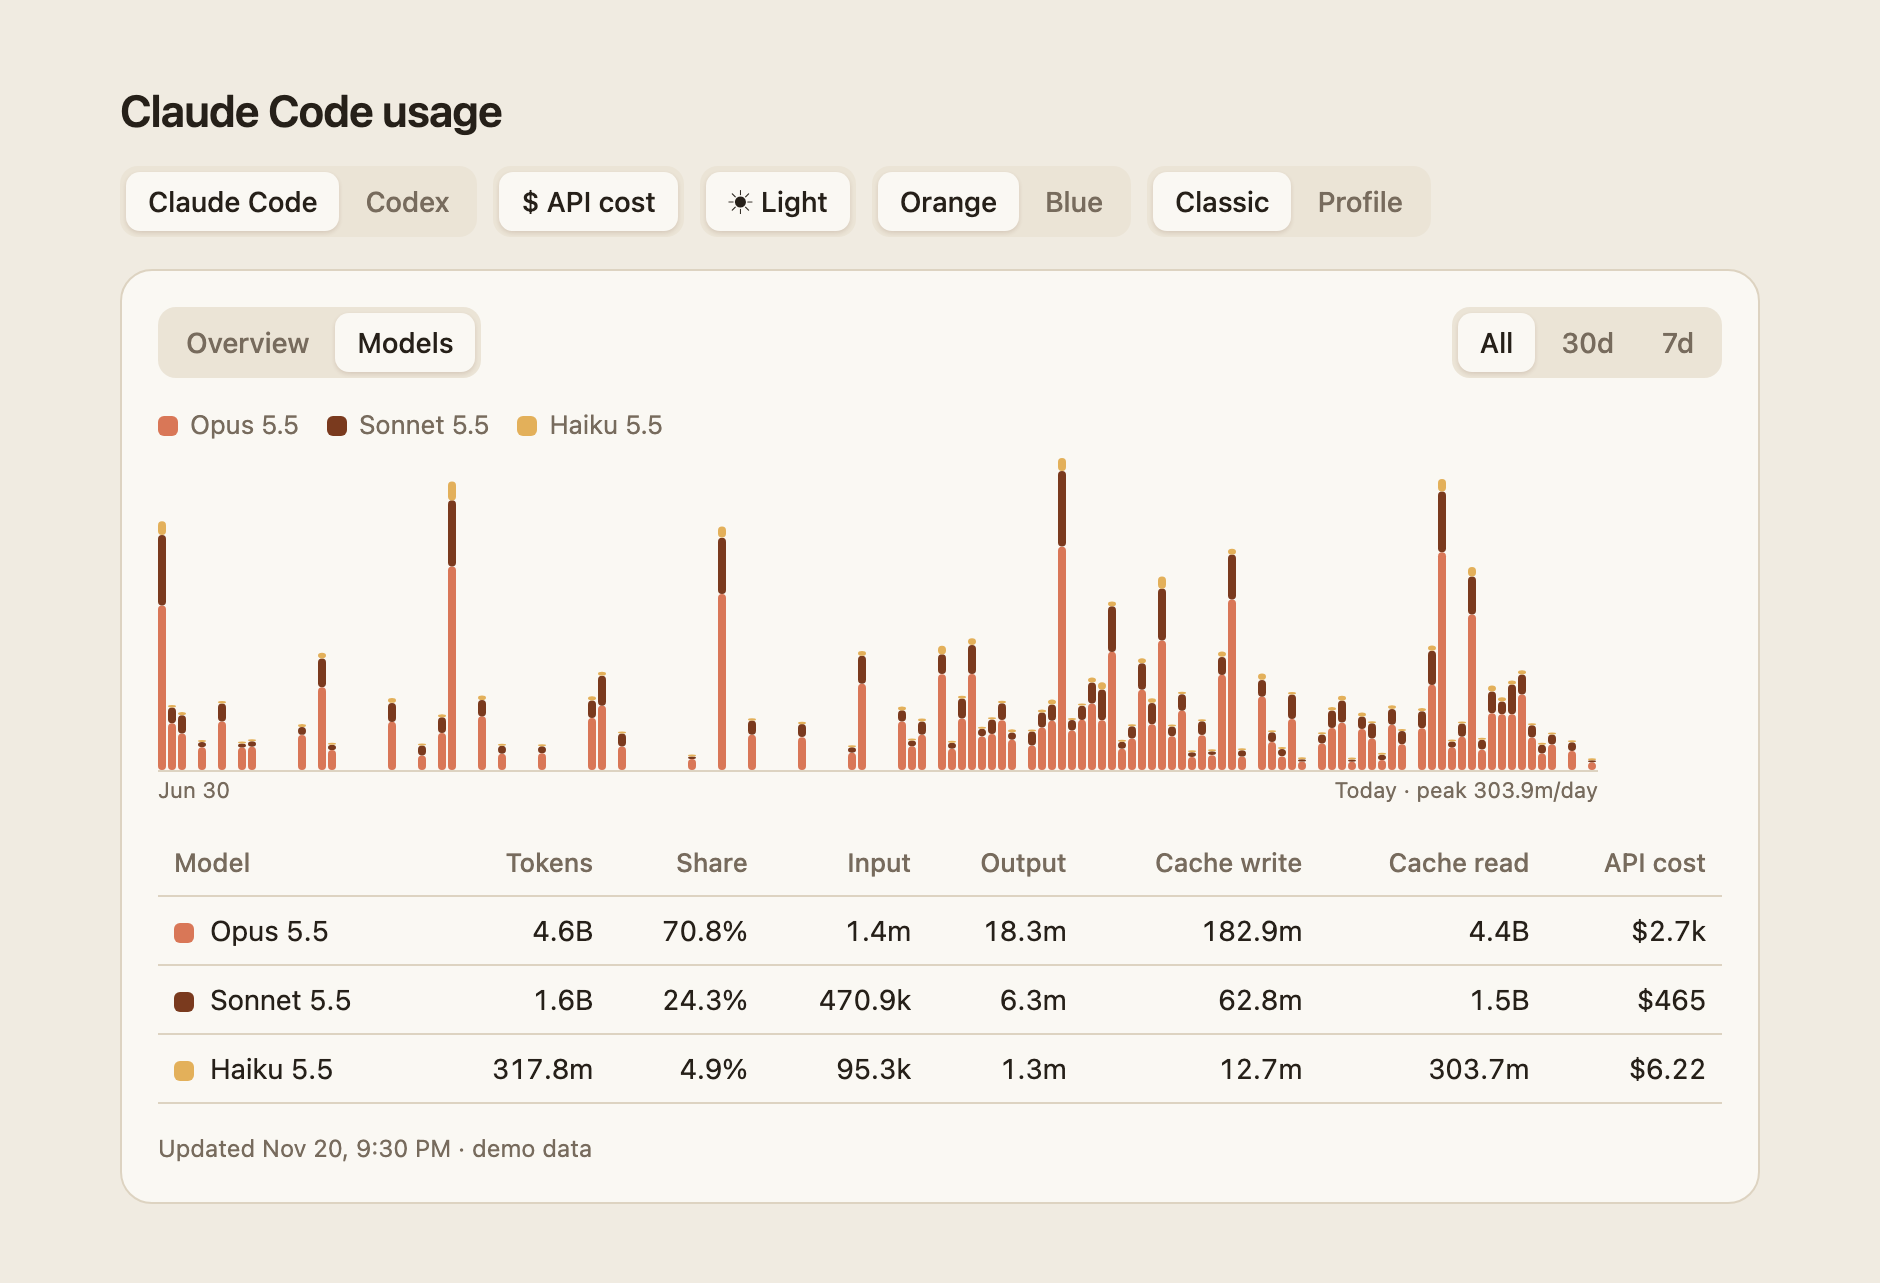 Claude Code usage
Claude Code Codex $ API cost ☀ Light Orange Blue Classic Profile
Overview Models All 30d 7d
Opus 5.5 Sonnet 5.5 Haiku 5.5
Jun 30 Today · peak 303.9m/day
Model Tokens Share Input Output Cache write Cache read API cost
Opus 5.5 4.6B 70.8% 1.4m 18.3m 182.9m 4.4B $2.7k
Sonnet 5.5 1.6B 24.3% 470.9k 6.3m 62.8m 1.5B $465
Haiku 5.5 317.8m 4.9% 95.3k 1.3m 12.7m 303.7m $6.22
Updated Nov 20, 9:30 PM · demo data